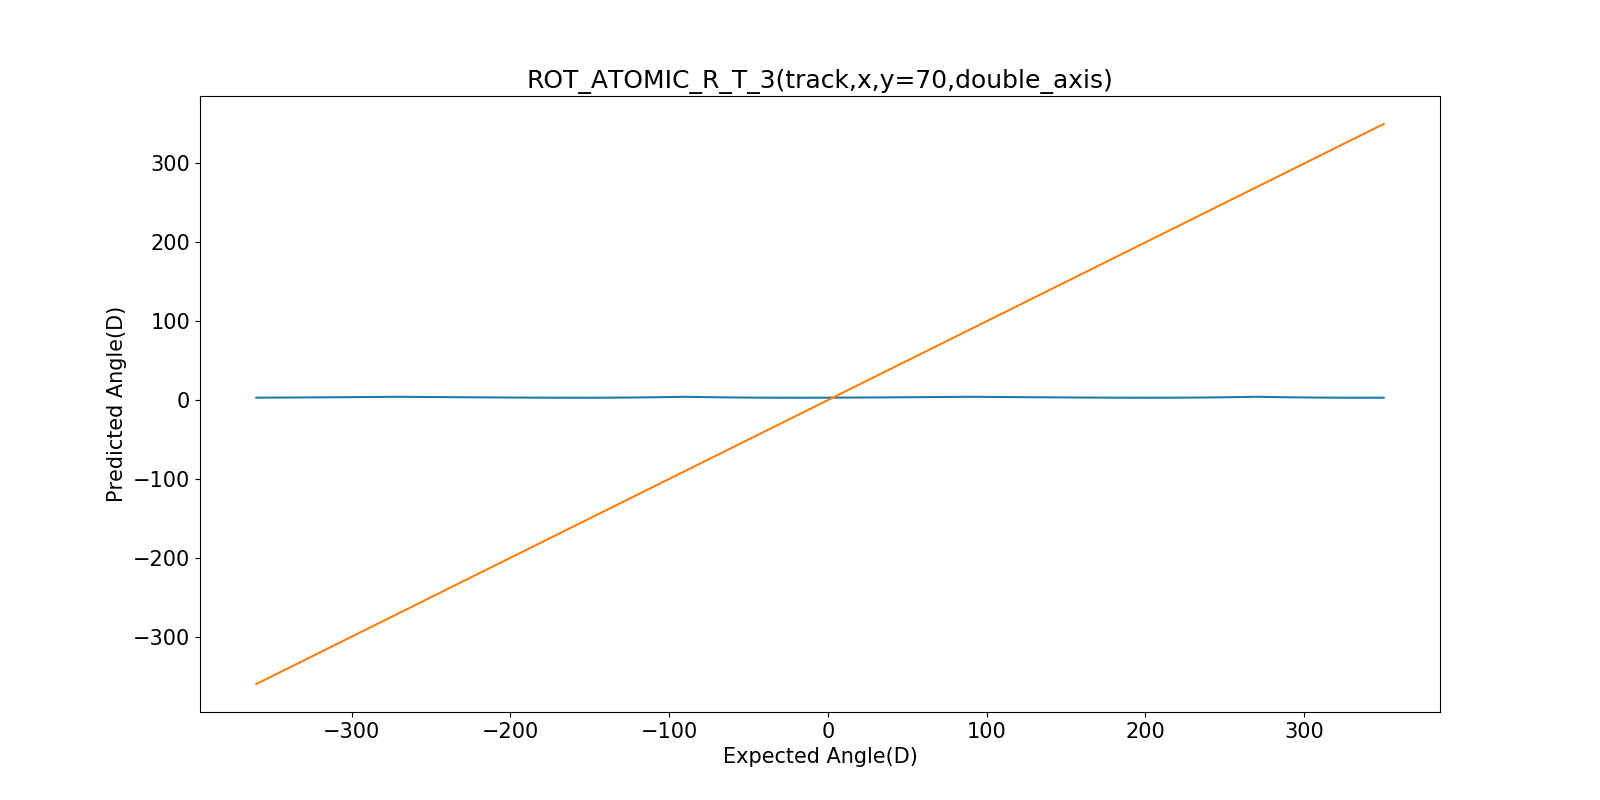 ROT_ATOMIC_R_T_3(track,x,y=70,double_axis)
300
200
100
0
−100
−200
−300
Predicted Angle(D)
−300 −200 −100 0 100 200 300
Expected Angle(D)